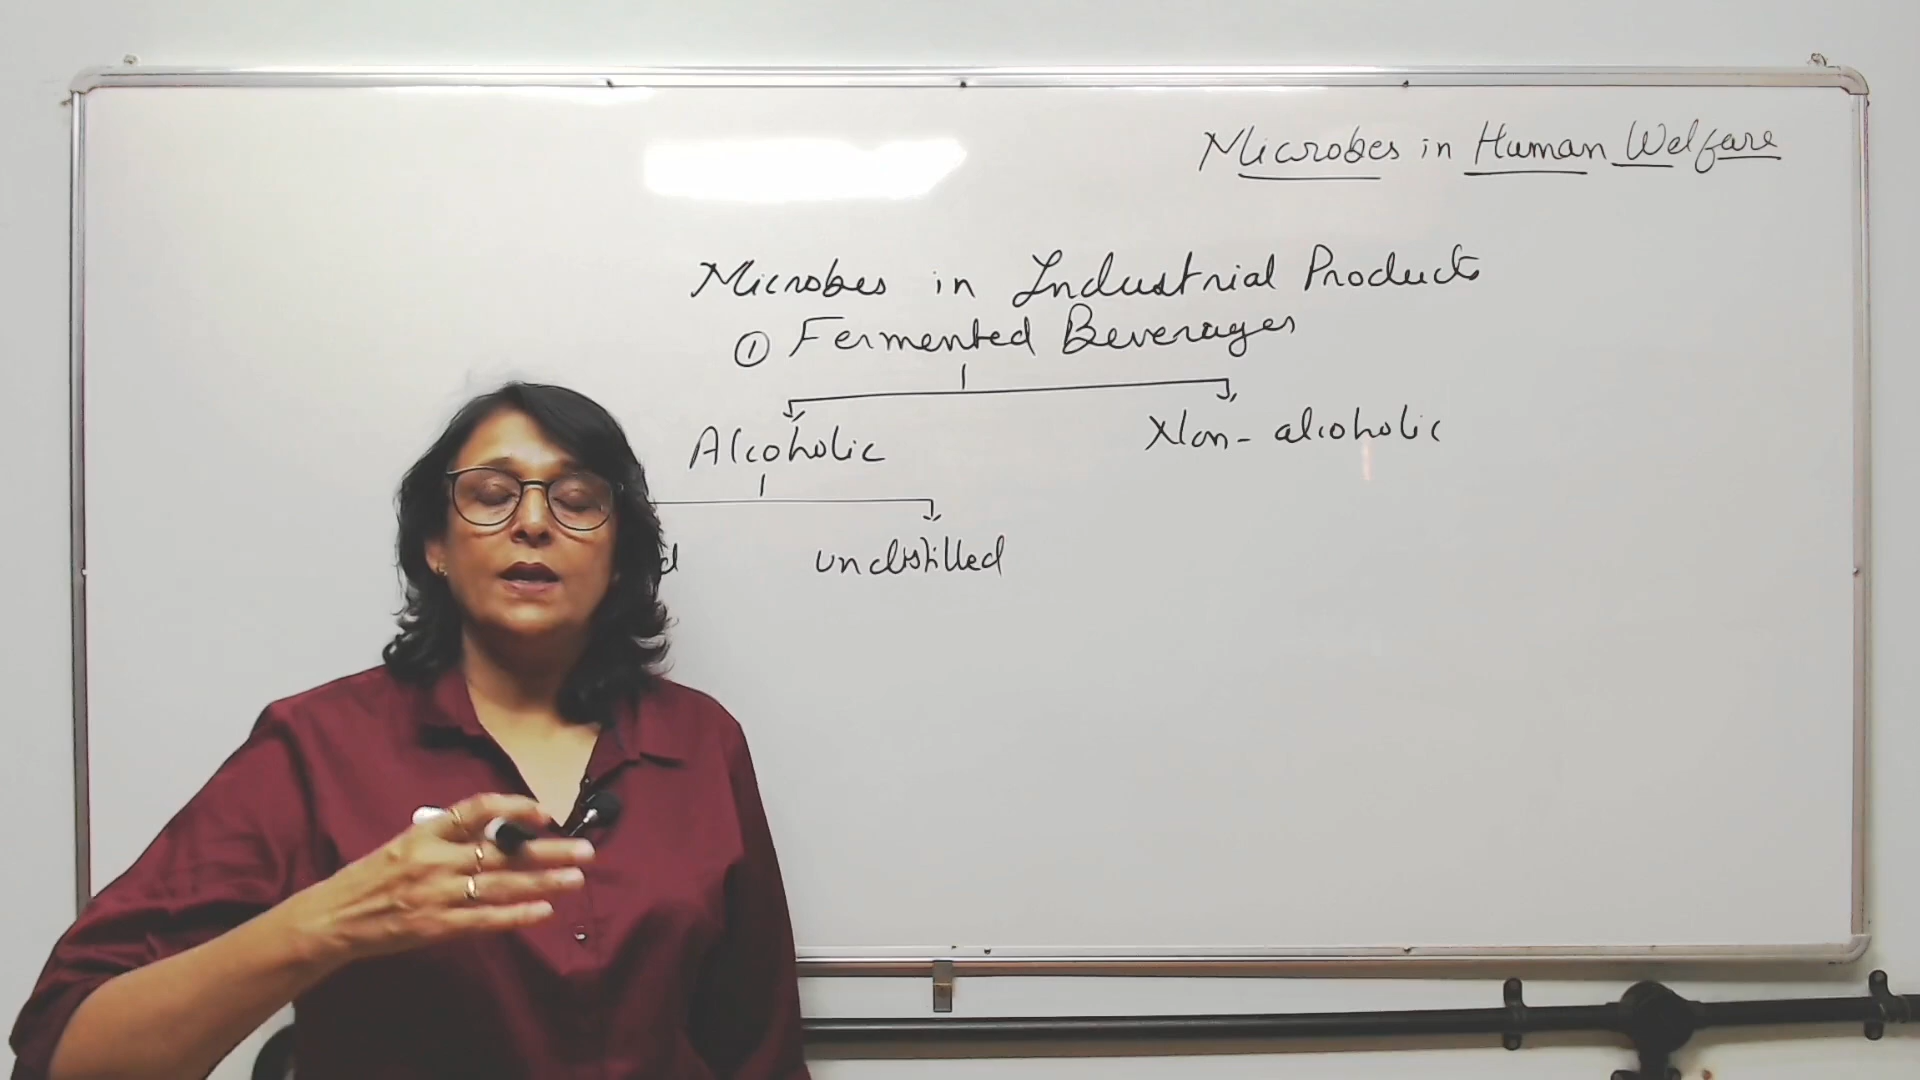 Microbes in Human Welfare
Microbes in Industrial Products
① Fermented Beverages
Alcoholic Non-alcoholic
undistilled